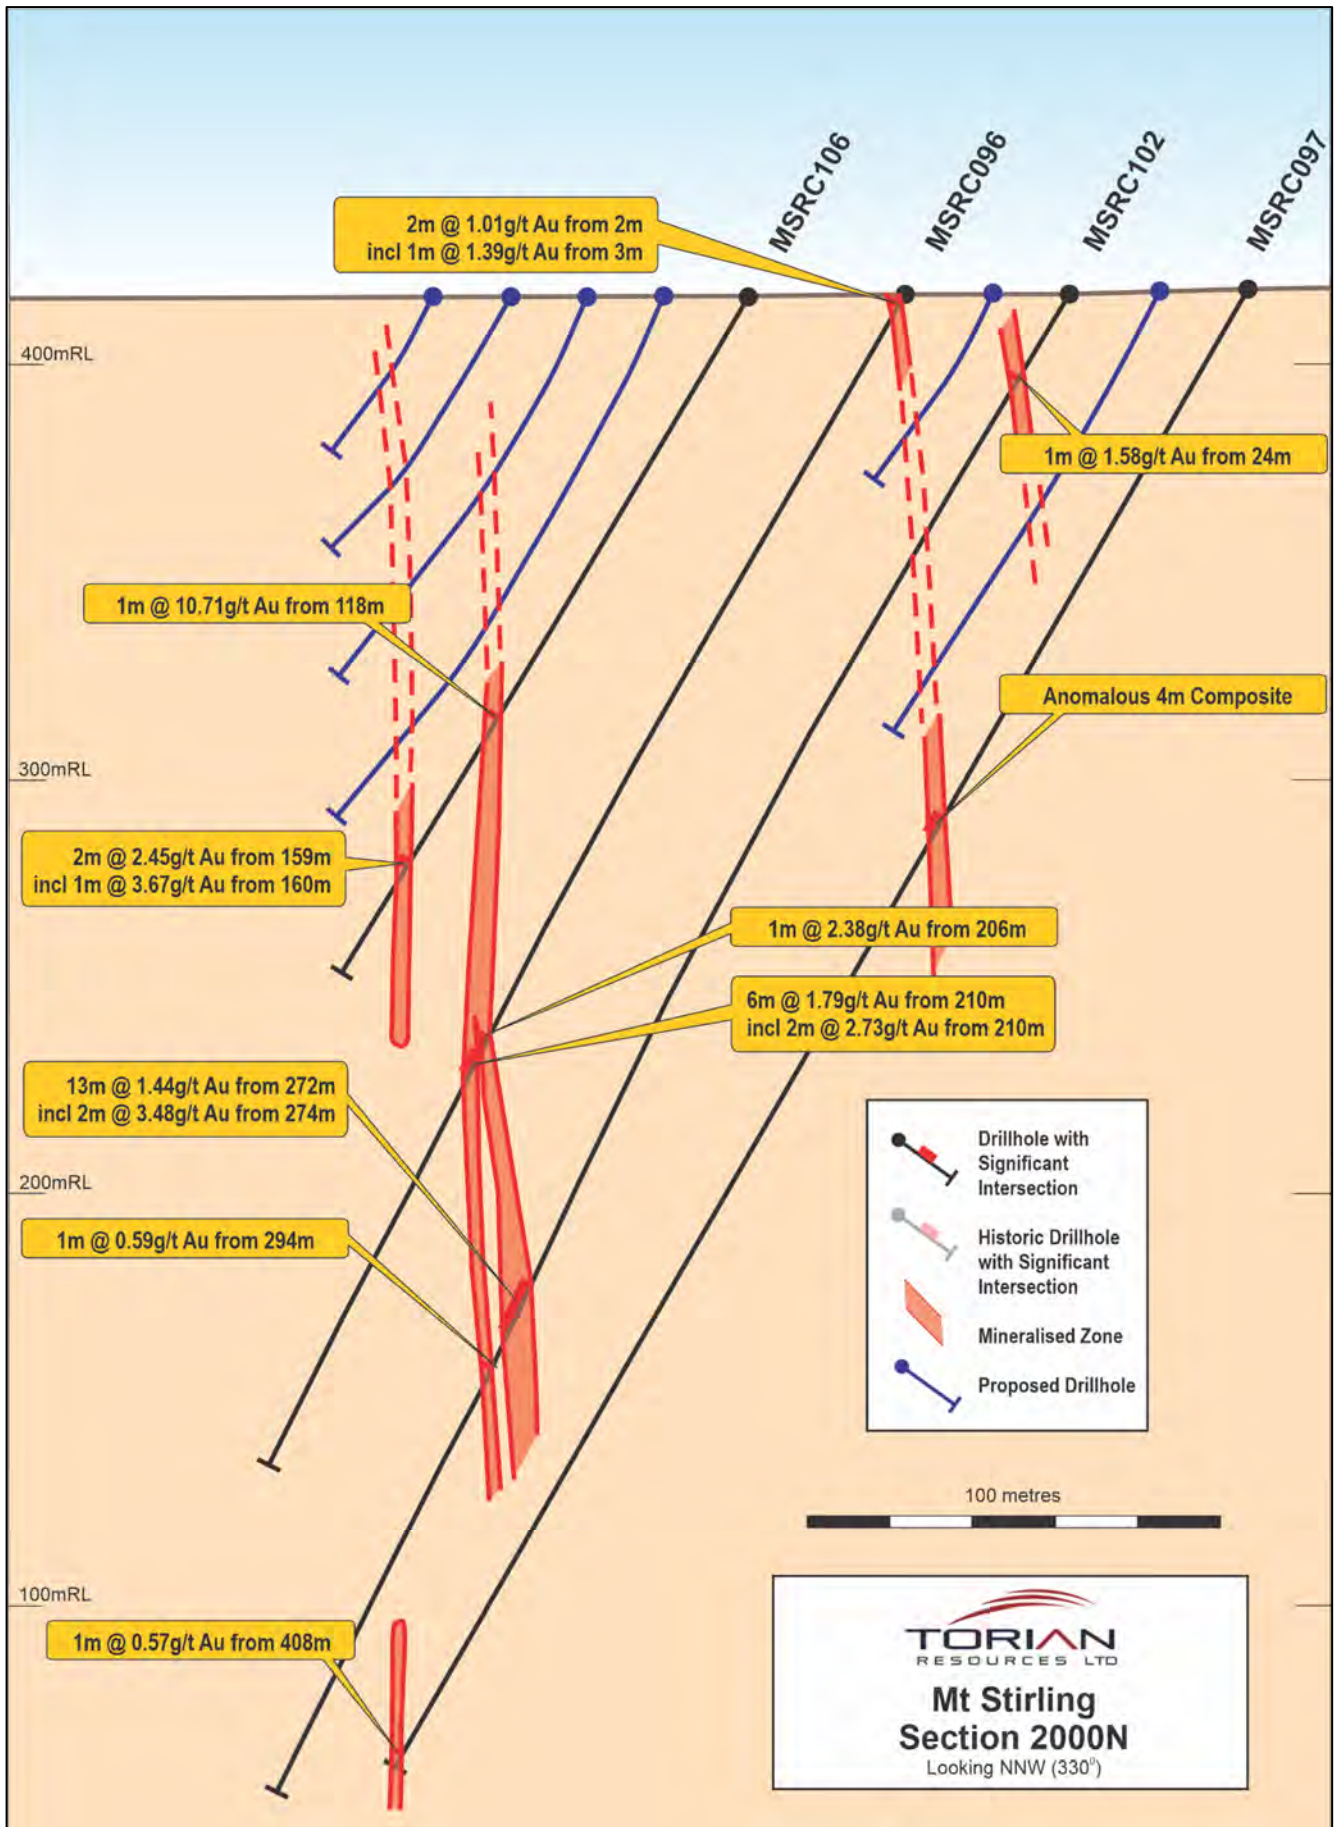 MSRC106
MSRC096
MSRC102
MSRC097
2m @ 1.01g/t Au from 2m
incl 1m @ 1.39g/t Au from 3m
400mRL
1m @ 1.58g/t Au from 24m
1m @ 10.71g/t Au from 118m
Anomalous 4m Composite
300mRL
2m @ 2.45g/t Au from 159m
incl 1m @ 3.67g/t Au from 160m
1m @ 2.38g/t Au from 206m
6m @ 1.79g/t Au from 210m
incl 2m @ 2.73g/t Au from 210m
13m @ 1.44g/t Au from 272m
incl 2m @ 3.48g/t Au from 274m
200mRL
1m @ 0.59g/t Au from 294m
Drillhole with
Significant
Intersection
Historic Drillhole
with Significant
Intersection
Mineralised Zone
Proposed Drillhole
100 metres
100mRL
1m @ 0.57g/t Au from 408m
TORIAN
RESOURCES LTD
Mt Stirling
Section 2000N
Looking NNW (330⁰)